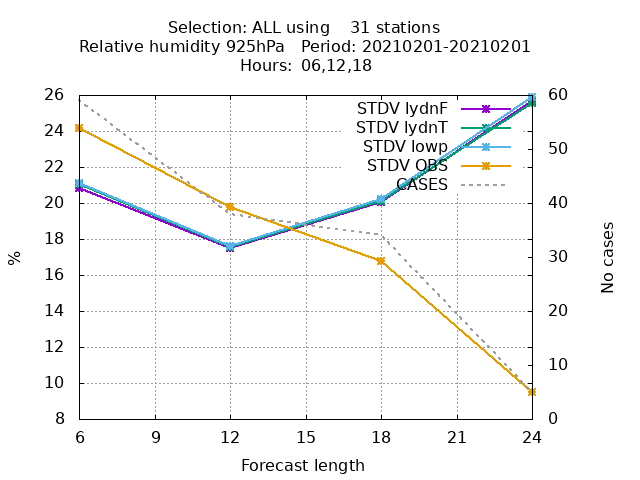 Selection: ALL using    31 stations
Relative humidity 925hPa   Period: 20210201-20210201
Hours:  06,12,18
26
24
22
20
18
16
14
12
10
8
%
STDV lydnF
STDV lydnT
STDV lowp
STDV OBS
CASES
60
50
40
30
20
10
0
No cases
6
9
12
15
18
21
24
Forecast length